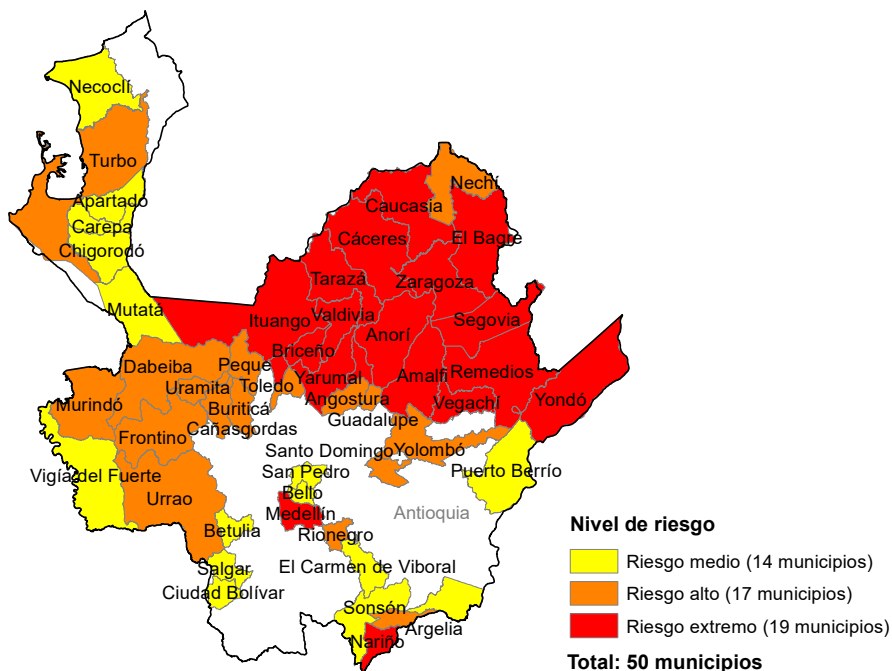 Necoclí
Turbo
Nechí
Apartado
Caucasia
Carepa
Cáceres
El Bagre
Chigorodó
Tarazá
Zaragoza
Mutatá
Ituango
Valdivia
Segovia
Anorí
Briceño
Dabeiba
Peque
Yarumal
Amalfi
Remedios
Uramita
Toledo
Murindó
Buriticá
Angostura
Vegachí
Yondó
Guadalupe
Cañasgordas
Frontino
Santo Domingo
Yolombó
San Pedro
Puerto Berrío
Vigía del Fuerte
Urrao
Bello
Medellín
Antioquia
Betulia
Rionegro
Salgar
El Carmen de Viboral
Ciudad Bolívar
Sonsón
Argelia
Nariño
Nivel de riesgo
Riesgo medio (14 municipios)
Riesgo alto (17 municipios)
Riesgo extremo (19 municipios)
Total: 50 municipios